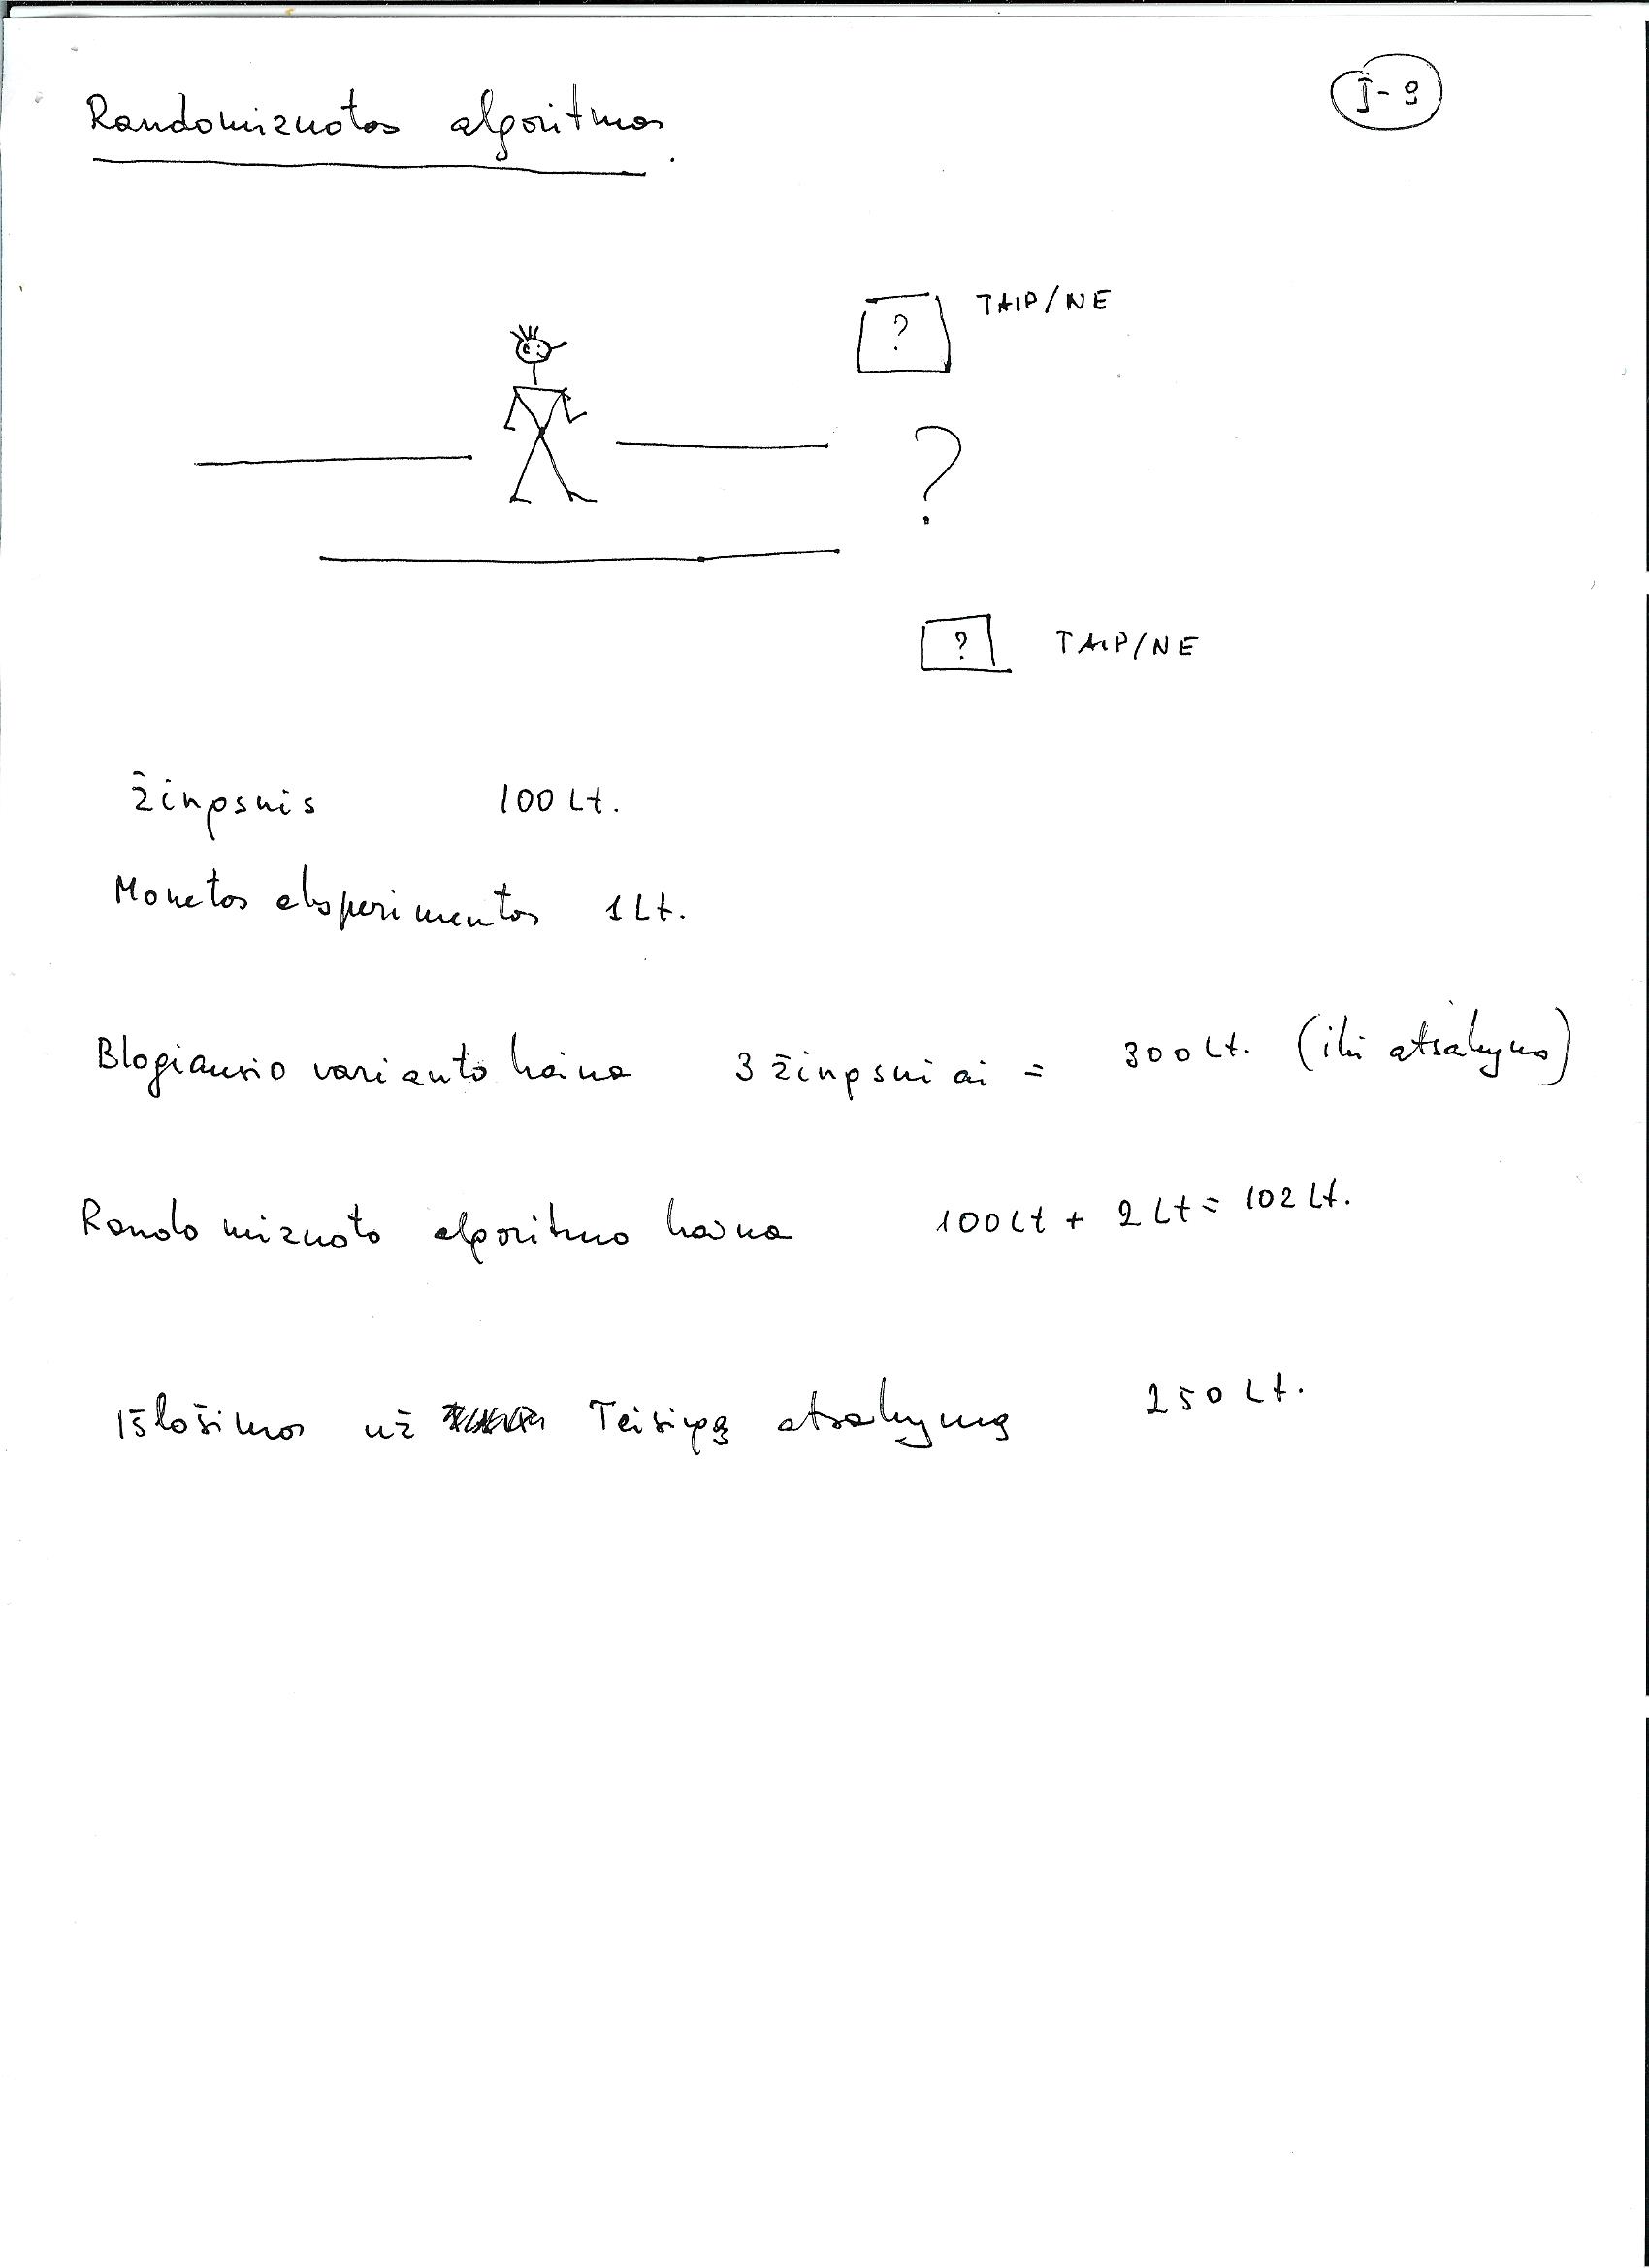 I-9
Randomizuotas algoritmas.
? TAIP/NE
?
? TAIP/NE
žingsnis 100 Lt.
Monetos eksperimentas 1 Lt.
Blogiausio varianto kaina 3 žingsniai = 300 Lt. (iki atsakymo)
Randomizuoto algoritmo kaina 100 Lt + 2 Lt = 102 Lt.
Išlošimas už Teisingą atsakymą 250 Lt.